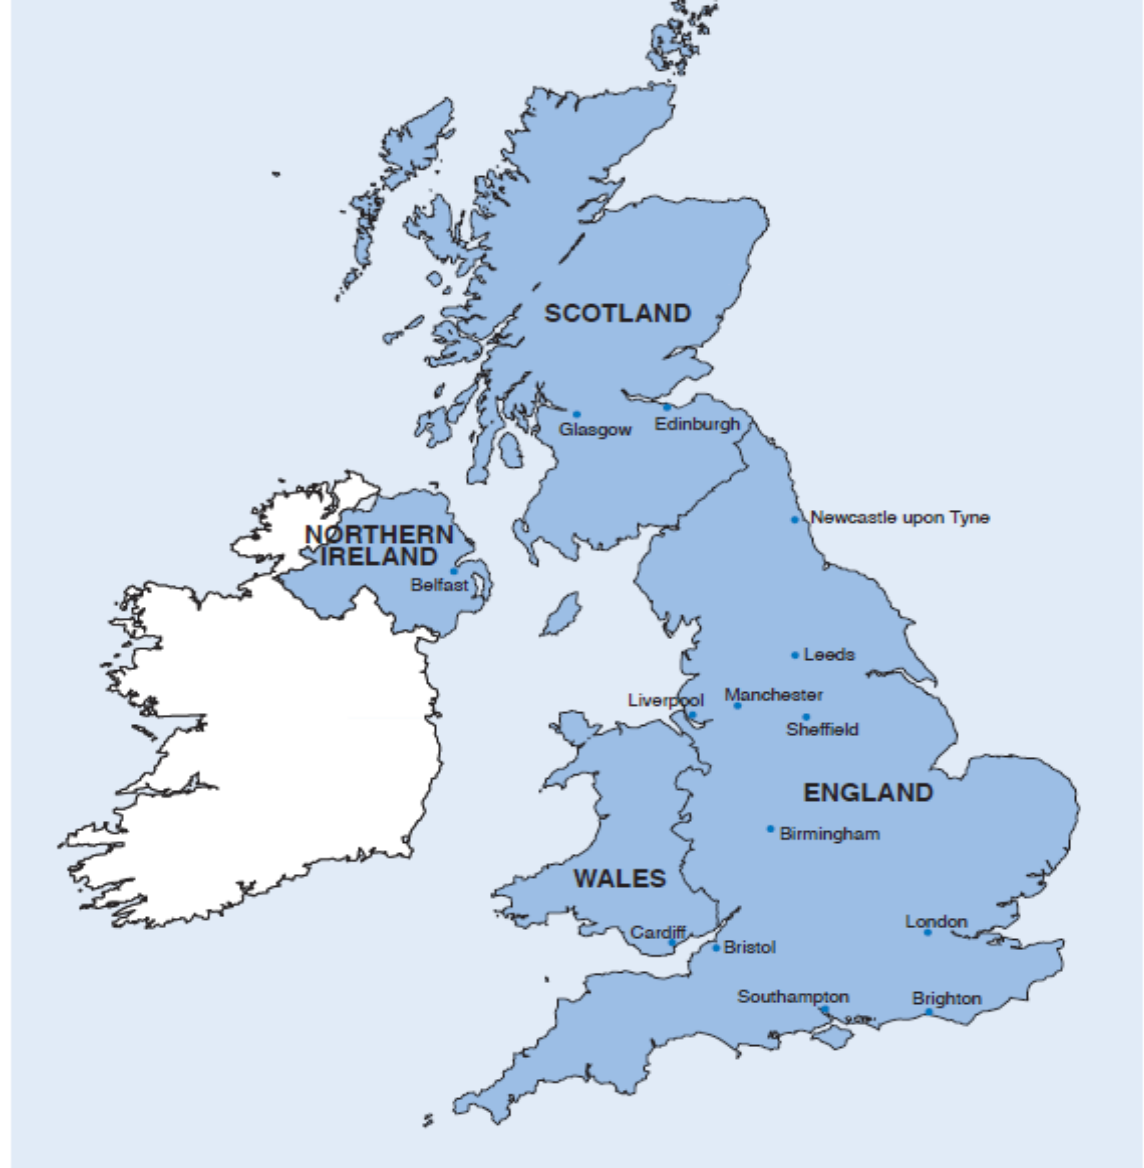 SCOTLAND
Glasgow
Edinburgh
Newcastle upon Tyne
NORTHERN
IRELAND
Belfast
Leeds
Liverpool
Manchester
Sheffield
ENGLAND
Birmingham
WALES
London
Cardiff
Bristol
Southampton
Brighton